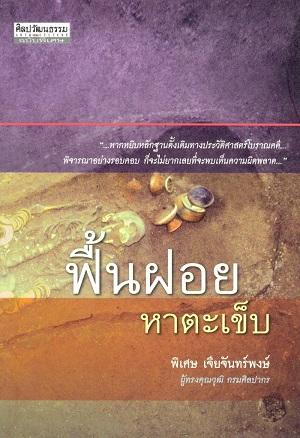 ศิลปวัฒนธรรม
ฉบับพิเศษ
"...หากหยิบหลักฐานดั้งเดิมทางประวัติศาสตร์โบราณคดี...
พิจารณาอย่างรอบคอบ ก็จะไม่ยากเลยที่จะพบเห็นความผิดพลาด..."
ฟื้นฝอย
หาตะเข็บ
พิเศษ เจียจันทร์พงษ์
ผู้ทรงคุณวุฒิ กรมศิลปากร